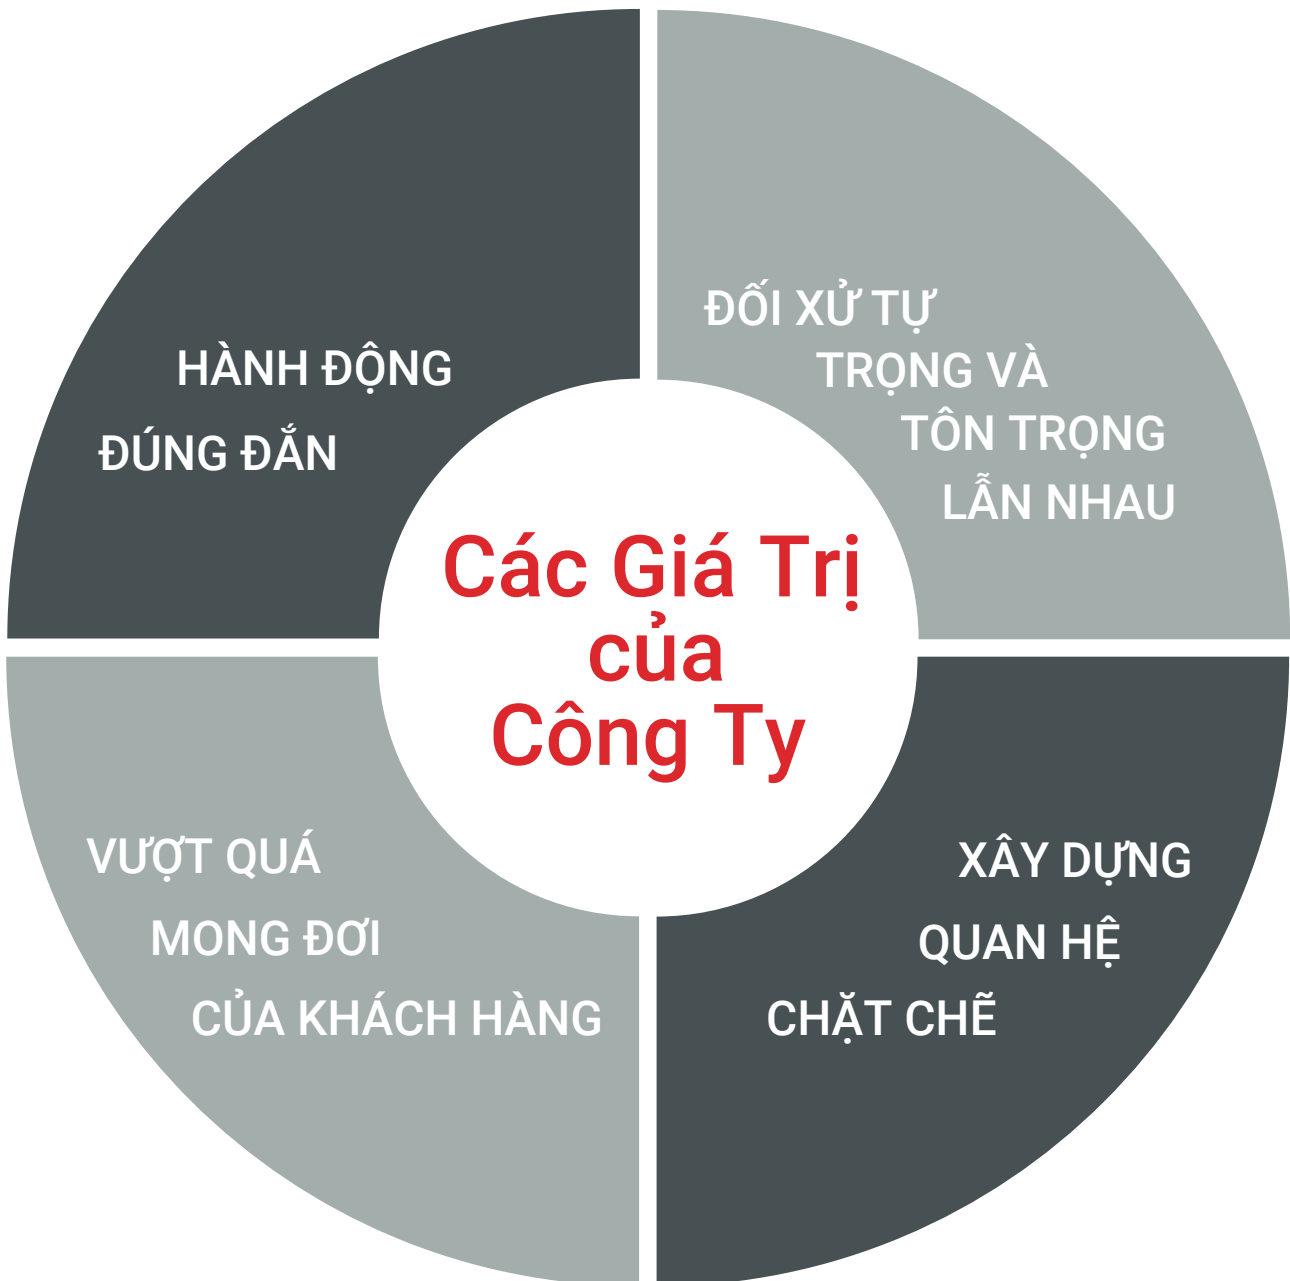 HÀNH ĐỘNG
ĐÚNG ĐẮN
ĐỐI XỬ TỰ
TRỌNG VÀ
TÔN TRỌNG
LẪN NHAU
Các Giá Trị
của
Công Ty
VƯỢT QUÁ
MONG ĐƠI
CỦA KHÁCH HÀNG
XÂY DỰNG
QUAN HỆ
CHẶT CHẼ